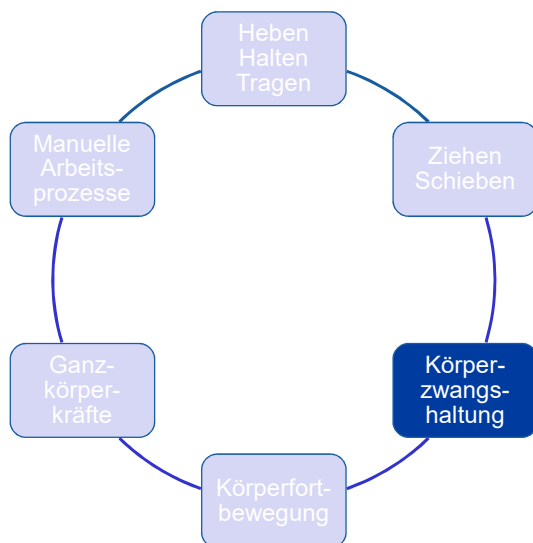 Heben
Halten
Tragen
Manuelle
Arbeits-
prozesse
Ziehen
Schieben
Ganz-
körper-
kräfte
Körper-
zwangs-
haltung
Körperfort-
bewegung